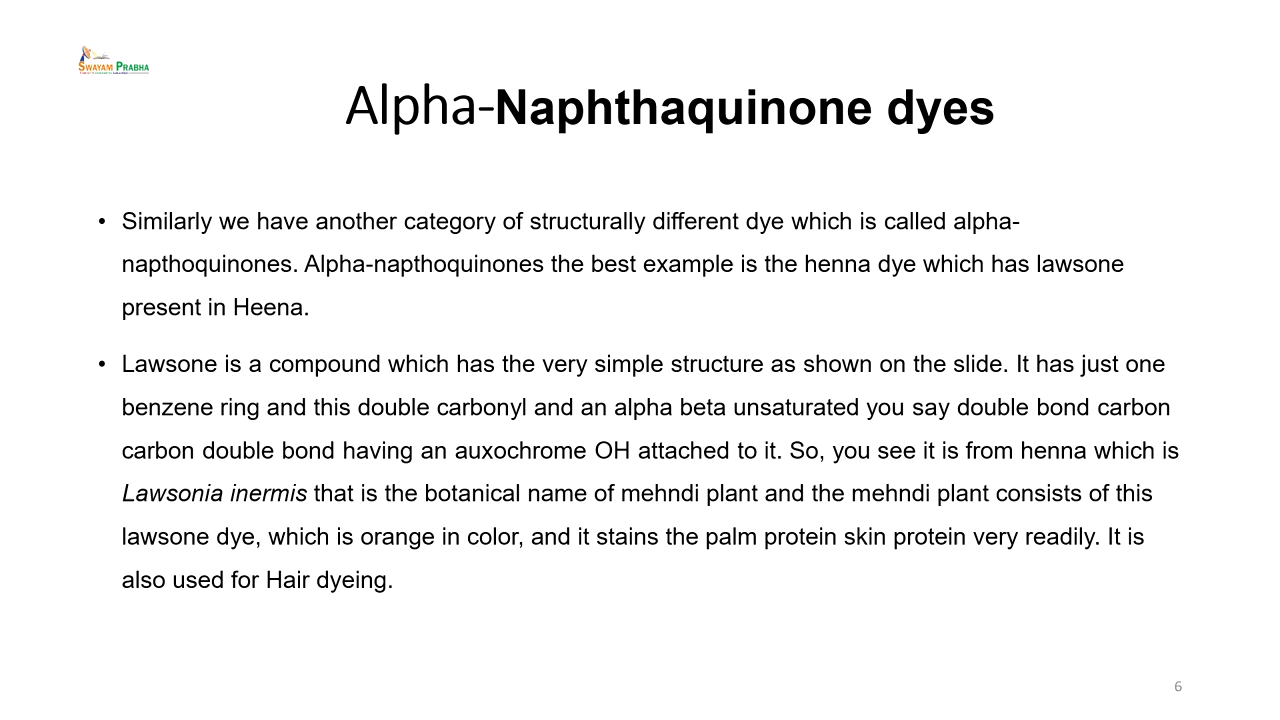 SWAYAM PRABHA
Alpha-Naphthaquinone dyes
• Similarly we have another category of structurally different dye which is called alpha-
napthoquinones. Alpha-napthoquinones the best example is the henna dye which has lawsone
present in Heena.
• Lawsone is a compound which has the very simple structure as shown on the slide. It has just one
benzene ring and this double carbonyl and an alpha beta unsaturated you say double bond carbon
carbon double bond having an auxochrome OH attached to it. So, you see it is from henna which is
Lawsonia inermis that is the botanical name of mehndi plant and the mehndi plant consists of this
lawsone dye, which is orange in color, and it stains the palm protein skin protein very readily. It is
also used for Hair dyeing.
6